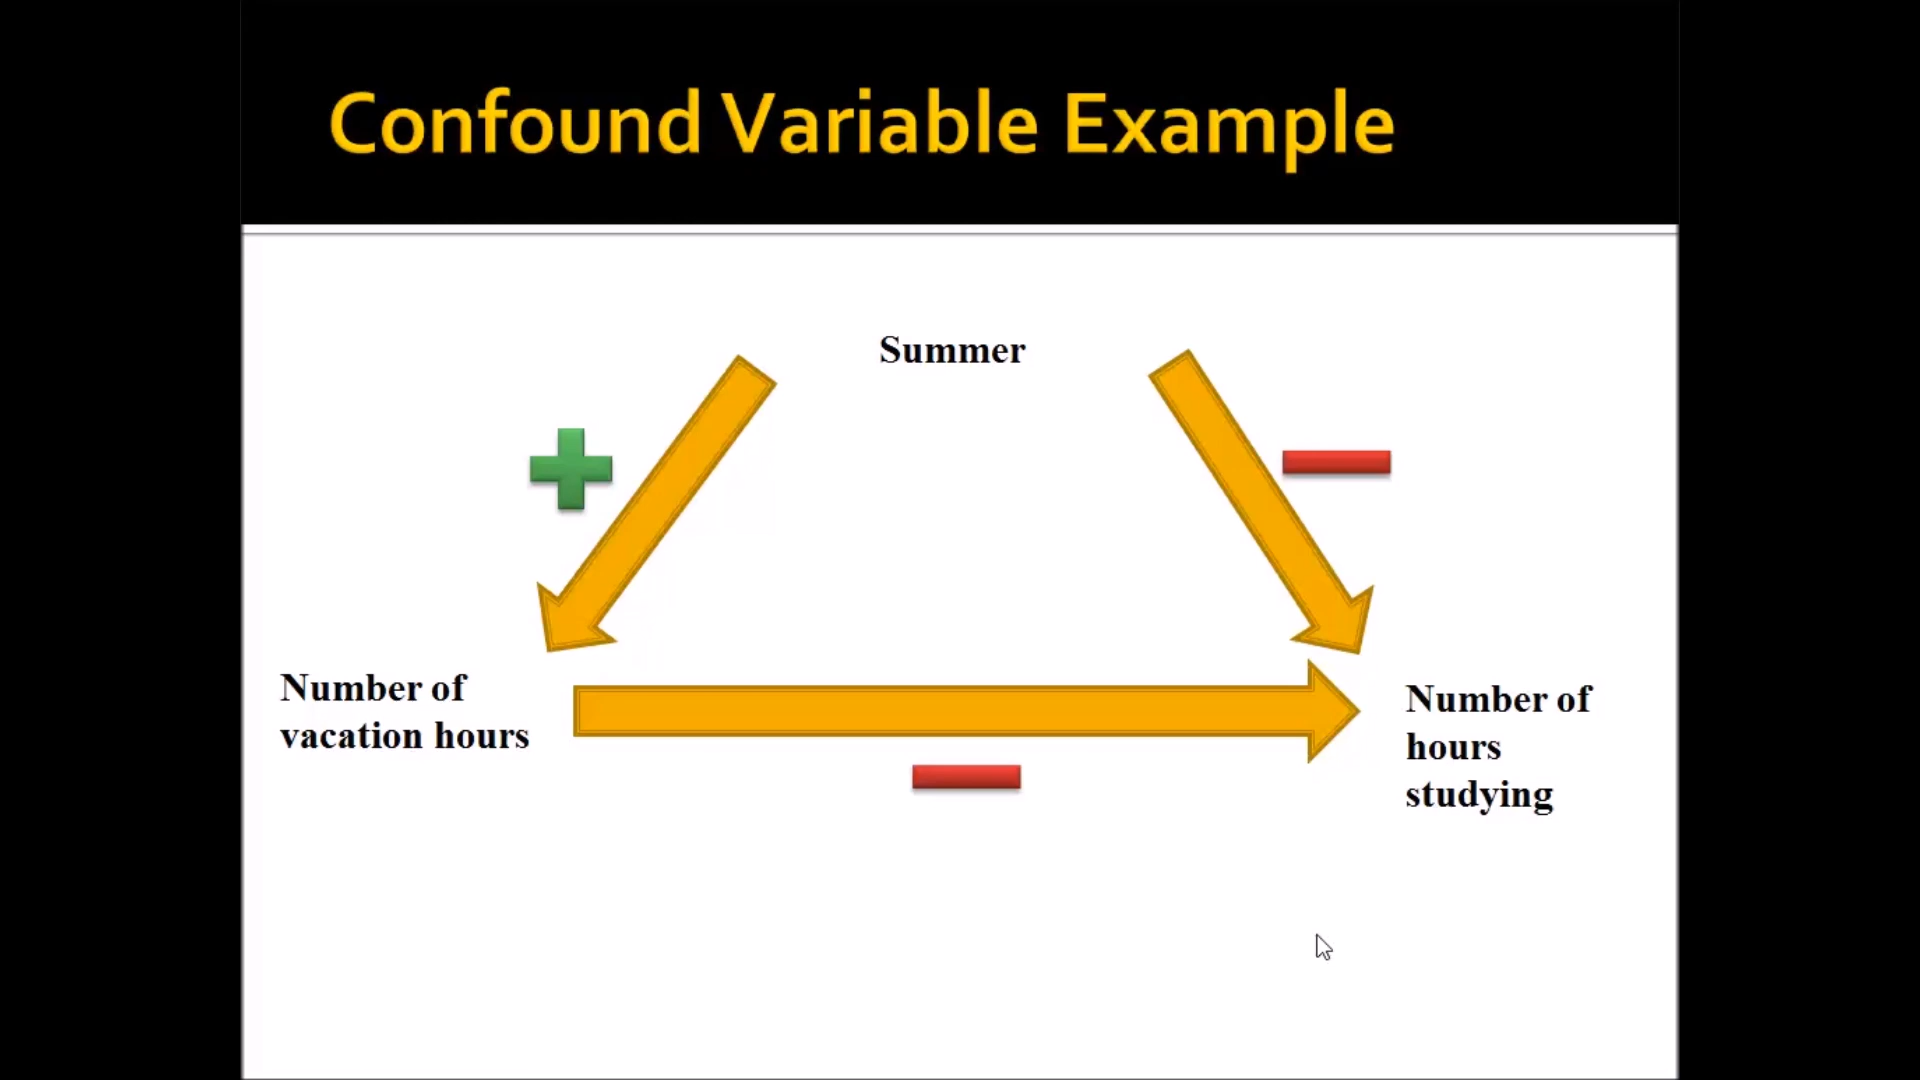 Confound Variable Example
Summer
Number of
vacation hours
Number of
hours
studying